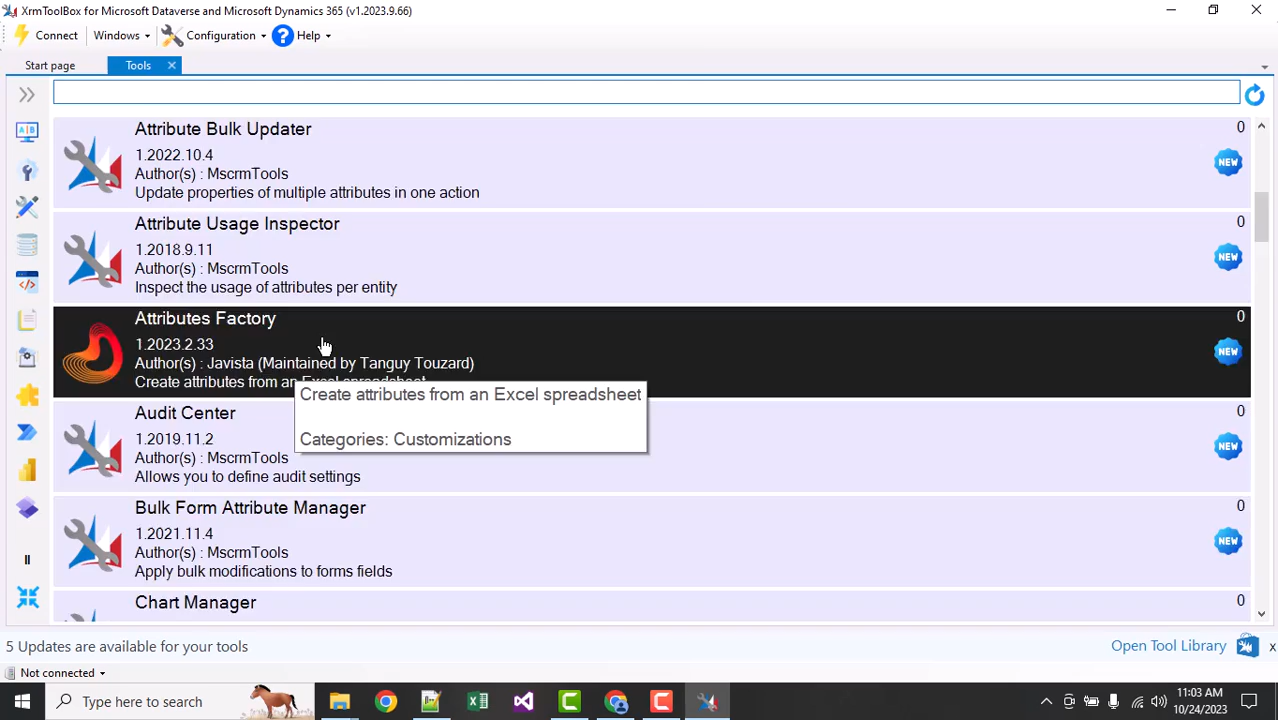 XrmToolBox for Microsoft Dataverse and Microsoft Dynamics 365 (v1.2023.9.66)
Connect Windows Configuration Help
Start page Tools
Attribute Bulk Updater 0
1.2022.10.4
Author(s) : MscrmTools
Update properties of multiple attributes in one action
NEW
Attribute Usage Inspector 0
1.2018.9.11
Author(s) : MscrmTools
Inspect the usage of attributes per entity
NEW
Attributes Factory 0
1.2023.2.33
Author(s) : Javista (Maintained by Tanguy Touzard)
Create attributes from an Excel spreadsheet
NEW
Create attributes from an Excel spreadsheet
Categories: Customizations
Audit Center 0
1.2019.11.2
Author(s) : MscrmTools
Allows you to define audit settings
NEW
Bulk Form Attribute Manager 0
1.2021.11.4
Author(s) : MscrmTools
Apply bulk modifications to forms fields
NEW
Chart Manager 0
5 Updates are available for your tools Open Tool Library x
Not connected
Type here to search
11:03 AM
10/24/2023